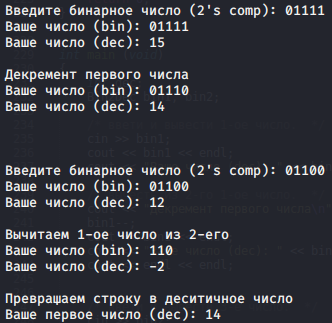 Введите бинарное число (2's comp): 01111
Ваше число (bin): 01111
Ваше число (dec): 15
Декремент первого числа
Ваше число (bin): 01110
Ваше число (dec): 14
Введите бинарное число (2's comp): 01100
Ваше число (bin): 01100
Ваше число (dec): 12
Вычитаем 1-ое число из 2-его
Ваше число (bin): 110
Ваше число (dec): -2
Преврашаем строку в деситичное число
Ваше первое число (dec): 14